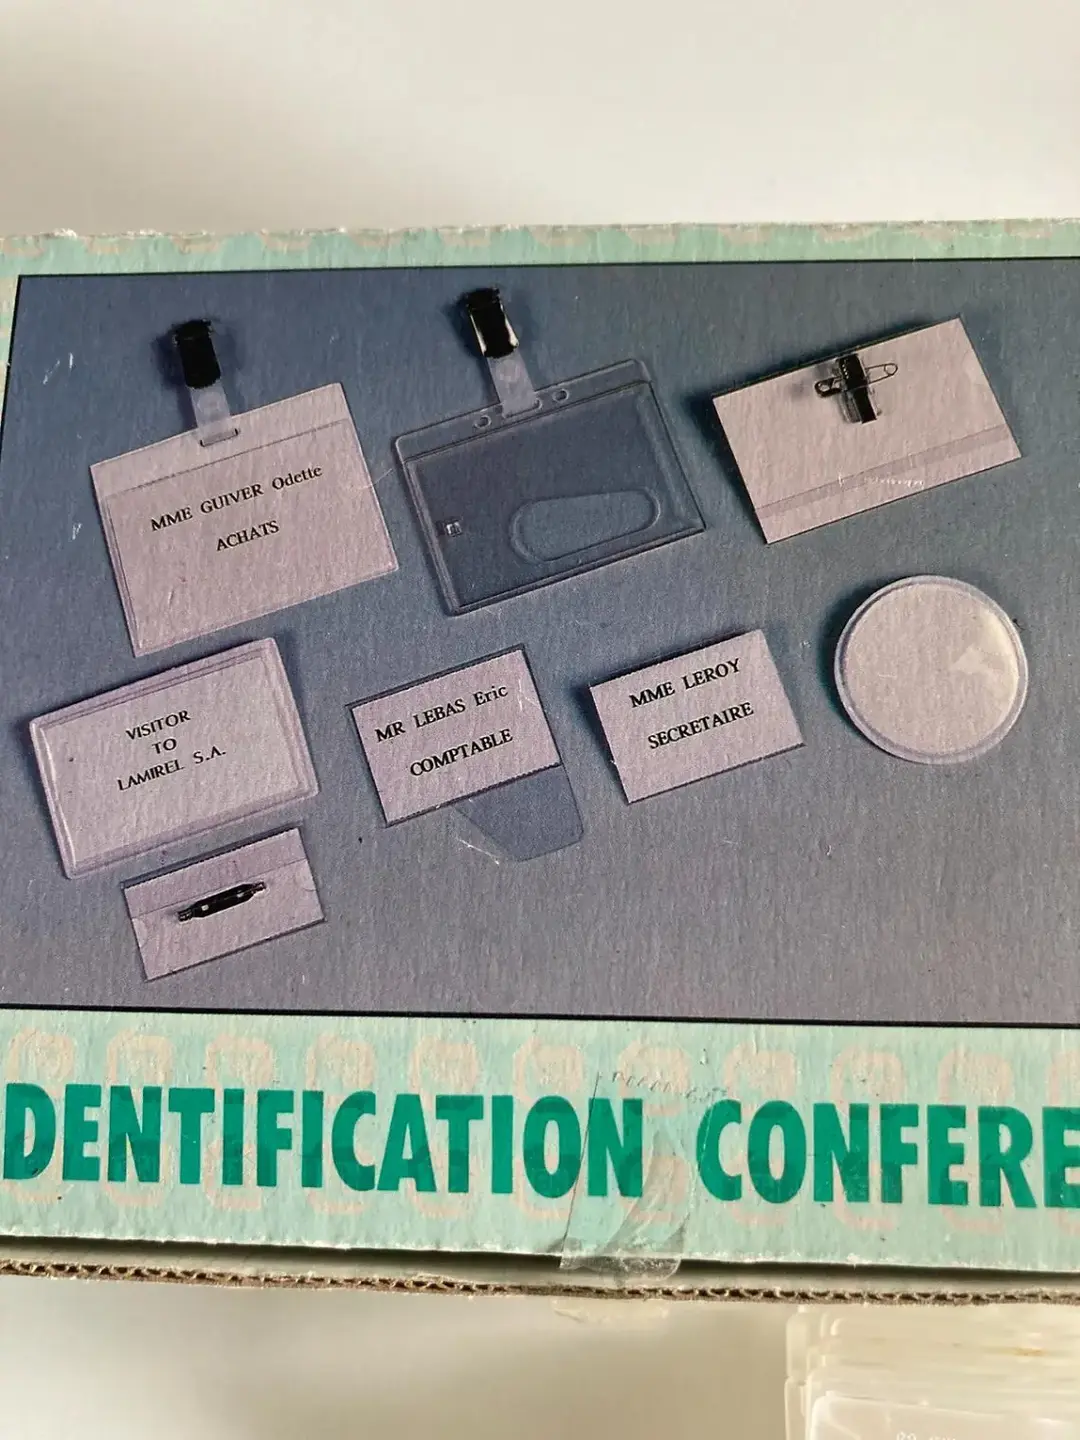 MME GUIVER Odette
ACHATS
VISITOR
TO
LAMIREL S.A.
MR LEBAS Eric
COMPTABLE
MME LEROY
SECRETAIRE
DENTIFICATION CONFERE